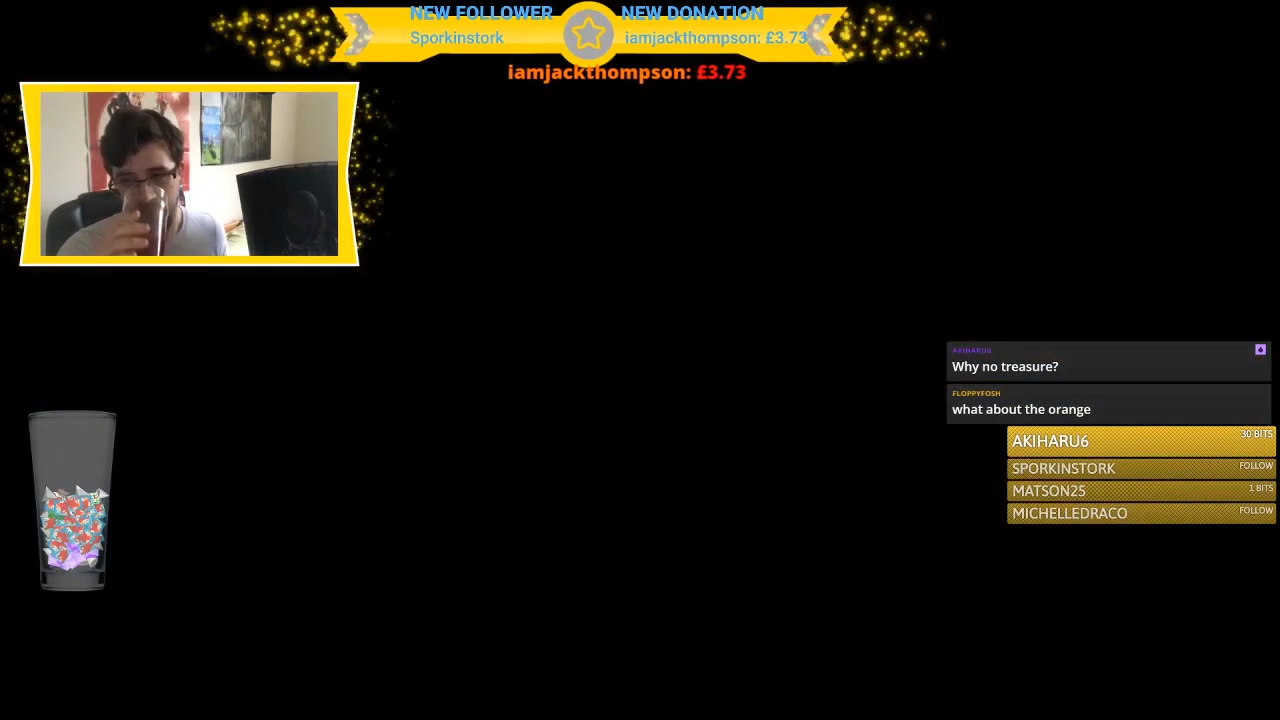 NEW FOLLOWER
NEW DONATION
Sporkinstork
iamjackthompson: £3.73
iamjackthompson: £3.73
AKIHARU6
Why no treasure?
FLOPPYFOSH
what about the orange
AKIHARU6
30 BITS
SPORKINSTORK
FOLLOW
MATSON25
1 BITS
MICHELLEDRACO
FOLLOW